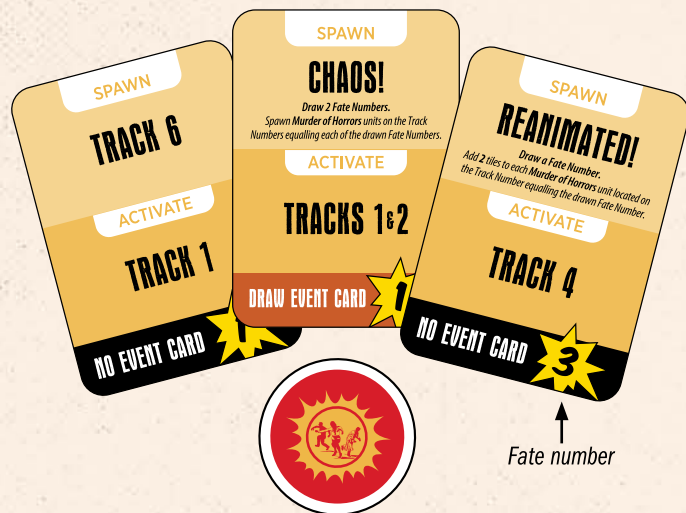 SPAWN
TRACK 6
ACTIVATE
TRACK 1
NO EVENT CARD
1
SPAWN
CHAOS!
Draw 2 Fate Numbers.
Spawn Murder of Horrors units on the Track
Numbers equalling each of the drawn Fate Numbers.
ACTIVATE
TRACKS 1&2
DRAW EVENT CARD
1
SPAWN
REANIMATED!
Draw a Fate Number.
Add 2 tiles to each Murder of Horrors unit located on
the Track Number equalling the drawn Fate Number.
ACTIVATE
TRACK 4
NO EVENT CARD
3
Fate number